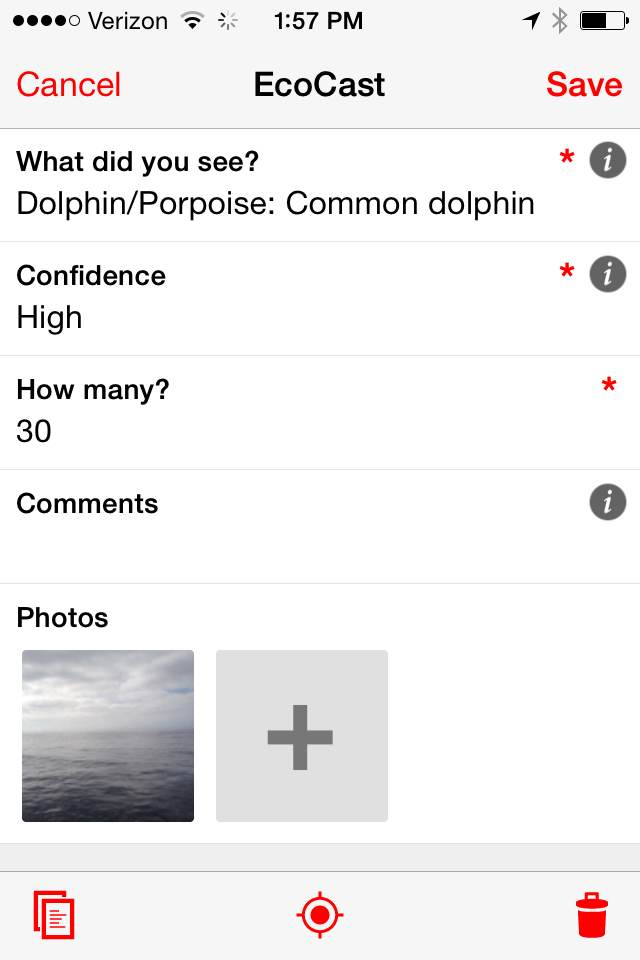 Verizon 1:57 PM
Cancel EcoCast Save
What did you see? * i
Dolphin/Porpoise: Common dolphin
Confidence * i
High
How many? *
30
Comments i
Photos